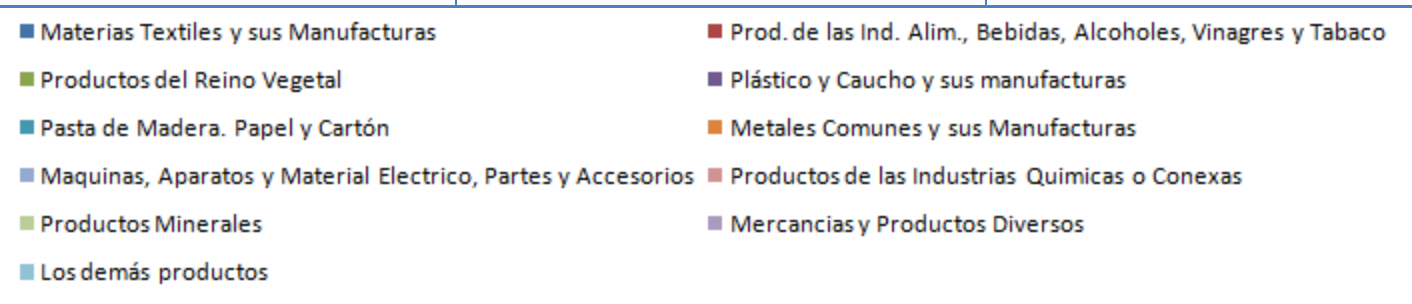 Materias Textiles y sus Manufacturas
Prod. de las Ind. Alim., Bebidas, Alcoholes, Vinagres y Tabaco
Productos del Reino Vegetal
Plástico y Caucho y sus manufacturas
Pasta de Madera. Papel y Cartón
Metales Comunes y sus Manufacturas
Maquinas, Aparatos y Material Electrico, Partes y Accesorios
Productos de las Industrias Quimicas o Conexas
Productos Minerales
Mercancias y Productos Diversos
Los demás productos